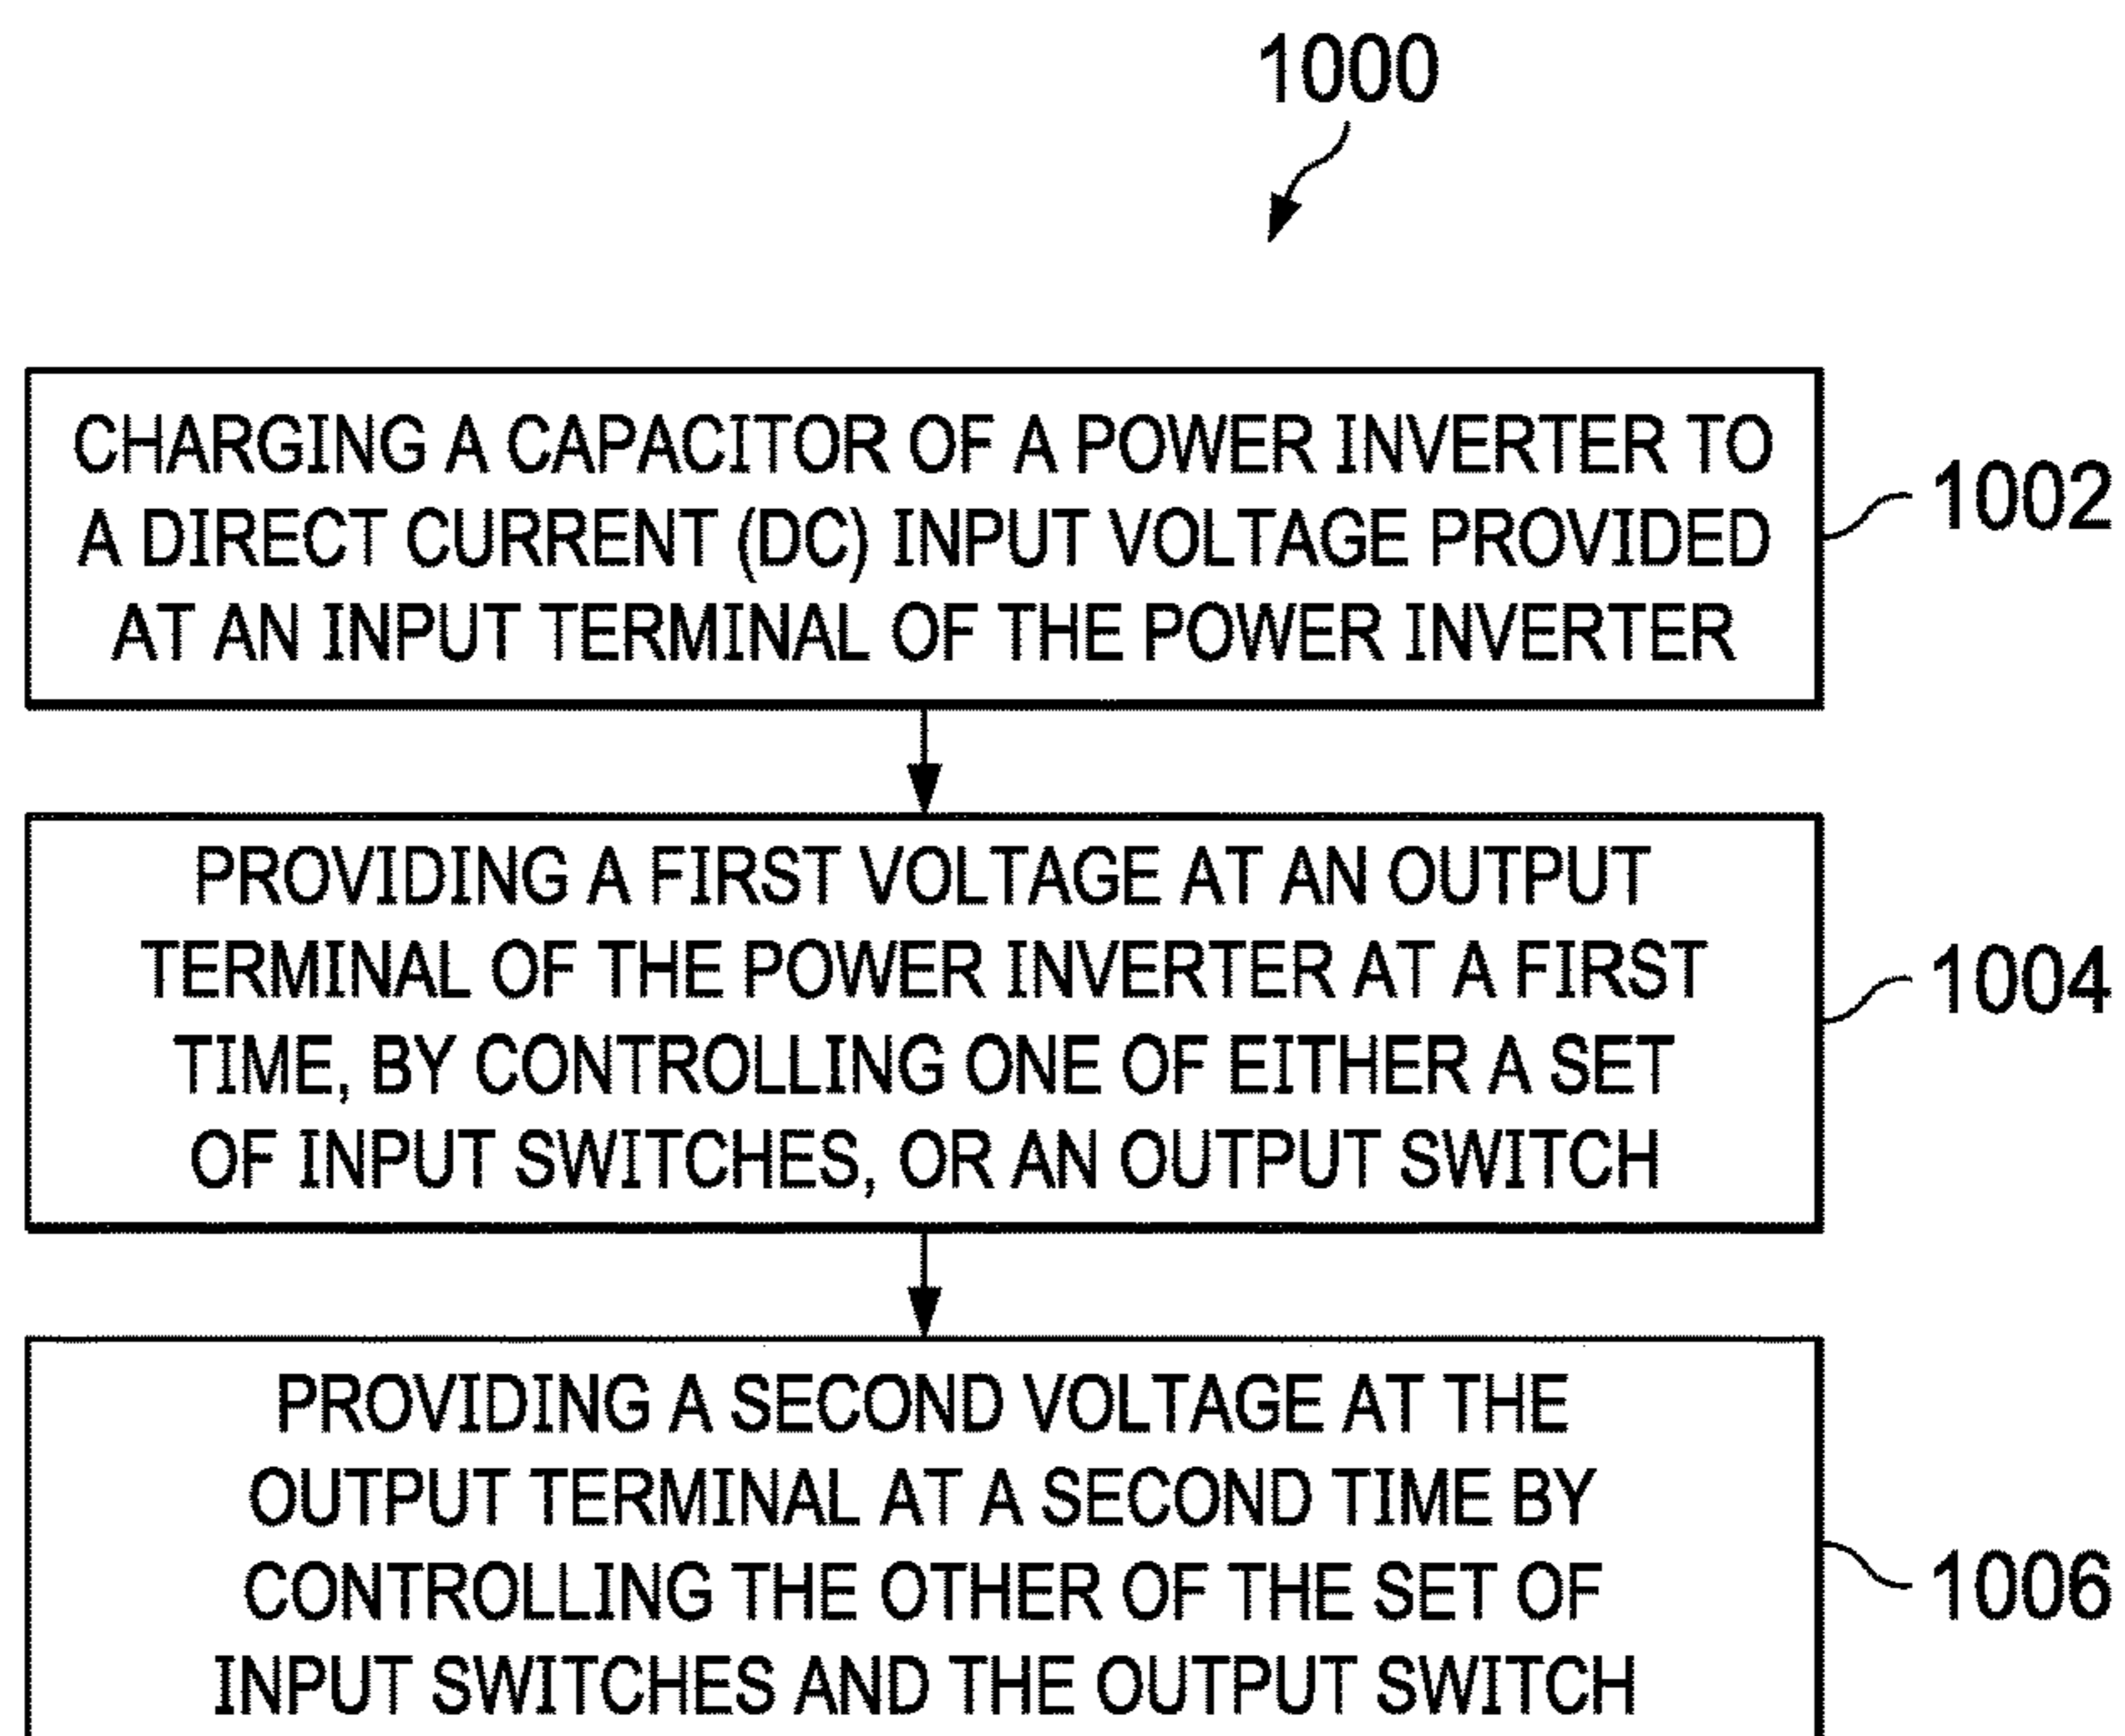 1000
CHARGING A CAPACITOR OF A POWER INVERTER TO
A DIRECT CURRENT (DC) INPUT VOLTAGE PROVIDED
AT AN INPUT TERMINAL OF THE POWER INVERTER
1002
PROVIDING A FIRST VOLTAGE AT AN OUTPUT
TERMINAL OF THE POWER INVERTER AT A FIRST
TIME, BY CONTROLLING ONE OF EITHER A SET
OF INPUT SWITCHES, OR AN OUTPUT SWITCH
1004
PROVIDING A SECOND VOLTAGE AT THE
OUTPUT TERMINAL AT A SECOND TIME BY
CONTROLLING THE OTHER OF THE SET OF
INPUT SWITCHES AND THE OUTPUT SWITCH
1006